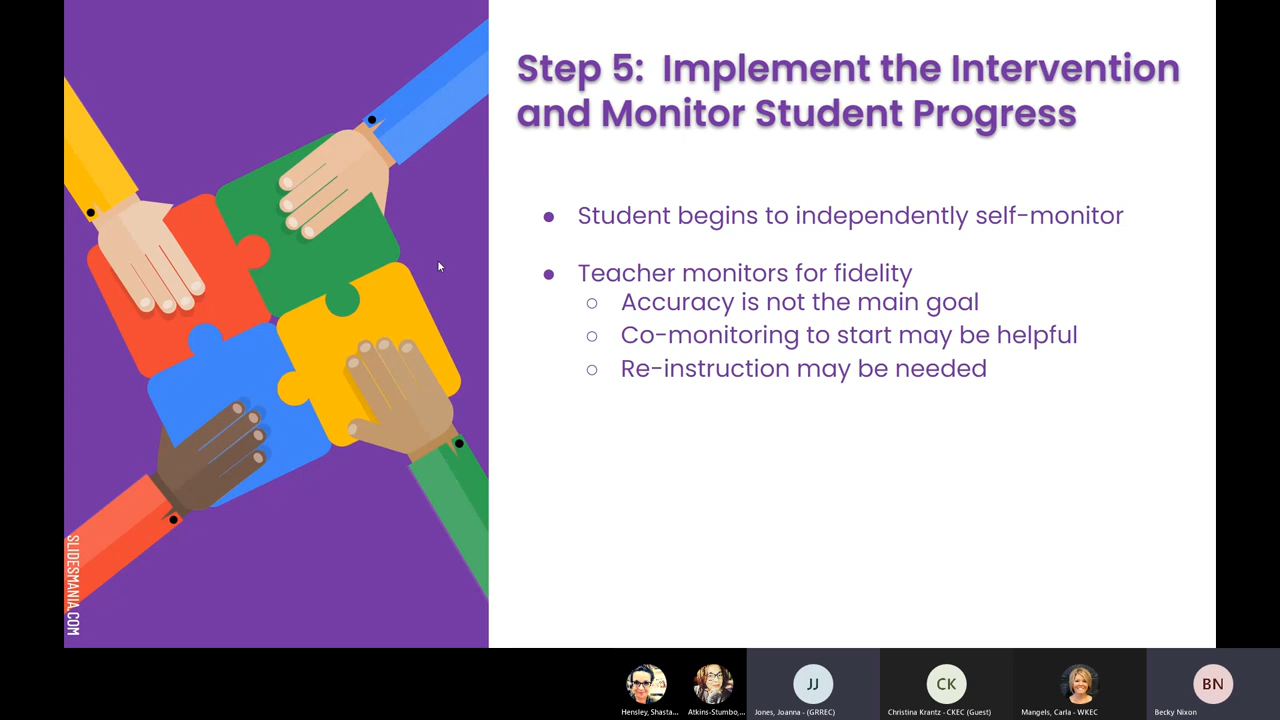 Step 5: Implement the Intervention
and Monitor Student Progress
● Student begins to independently self-monitor
● Teacher monitors for fidelity
○ Accuracy is not the main goal
○ Co-monitoring to start may be helpful
○ Re-instruction may be needed
SLIDESMANIA.COM
JJ
CK
BN
Hensley, Shasta...
Atkins-Stumbo,...
Jones, Joanna - (GRREC)
Christina Krantz - CKEC (Guest)
Mangels, Carla - WKEC
Becky Nixon